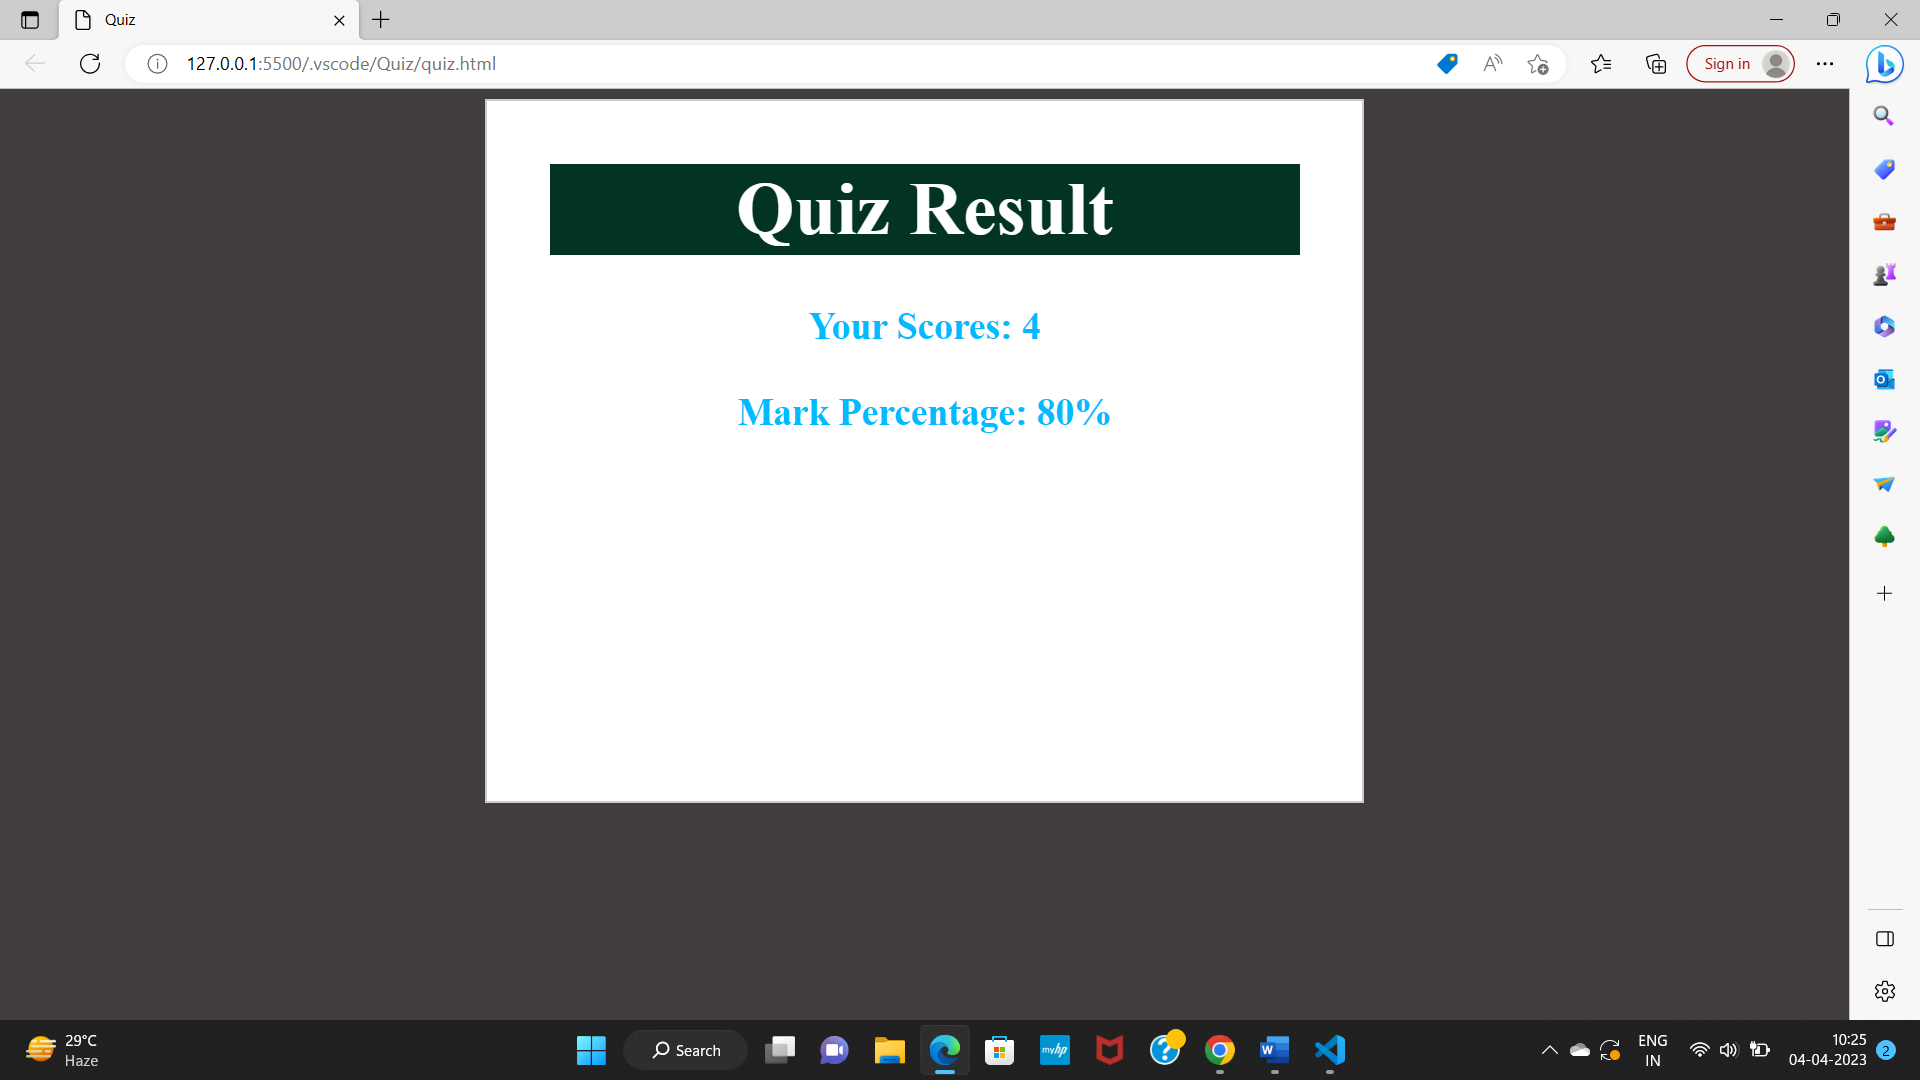 Quiz
127.0.0.1:5500/.vscode/Quiz/quiz.html
Sign in
Quiz Result
Your Scores: 4
Mark Percentage: 80%
29°C
Haze
Search
myhp
ENG
IN
10:25
04-04-2023
2